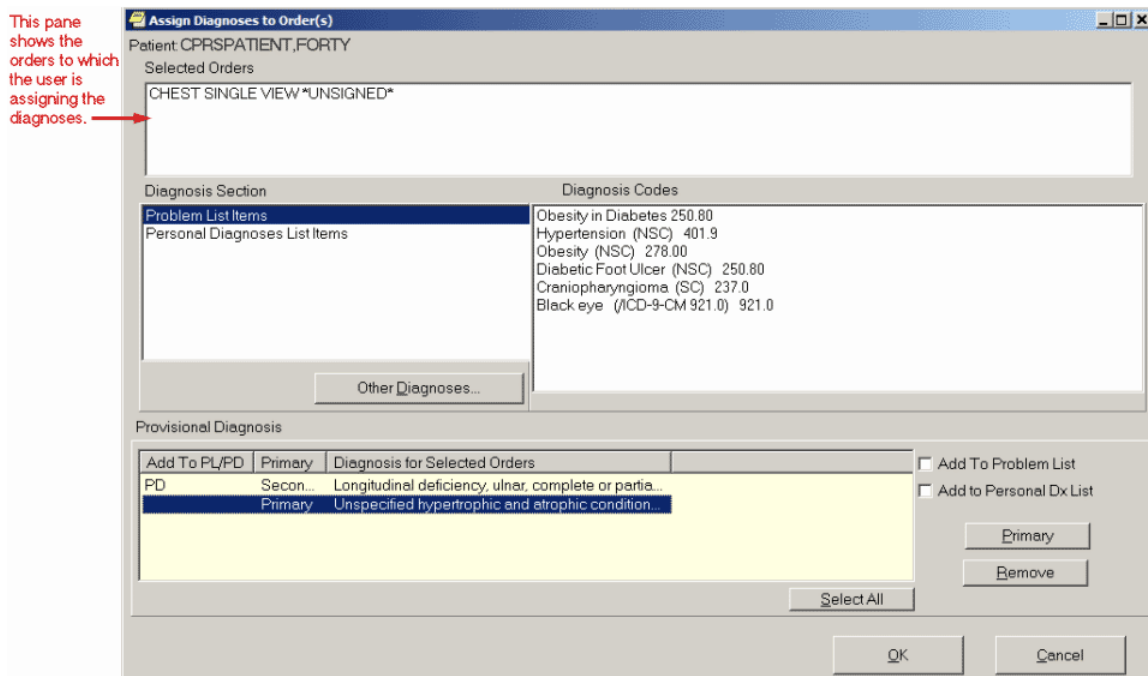 This pane
shows the
orders to which
the user is
assigning the
diagnoses.
Assign Diagnoses to Order(s)
Patient: CPRSPATIENT,FORTY
Selected Orders
CHEST SINGLE VIEW *UNSIGNED*
Diagnosis Section
Diagnosis Codes
Problem List Items
Personal Diagnoses List Items
Obesity in Diabetes 250.80
Hypertension (NSC) 401.9
Obesity (NSC) 278.00
Diabetic Foot Ulcer (NSC) 250.80
Craniopharyngioma (SC) 237.0
Black eye (/ICD-9-CM 921.0) 921.0
Other Diagnoses...
Provisional Diagnosis
Add To PL/PD Primary Diagnosis for Selected Orders
PD Secon... Longitudinal deficiency, ulnar, complete or partia...
Primary Unspecified hypertrophic and atrophic condition...
Add To Problem List
Add to Personal Dx List
Primary
Remove
Select All
OK
Cancel